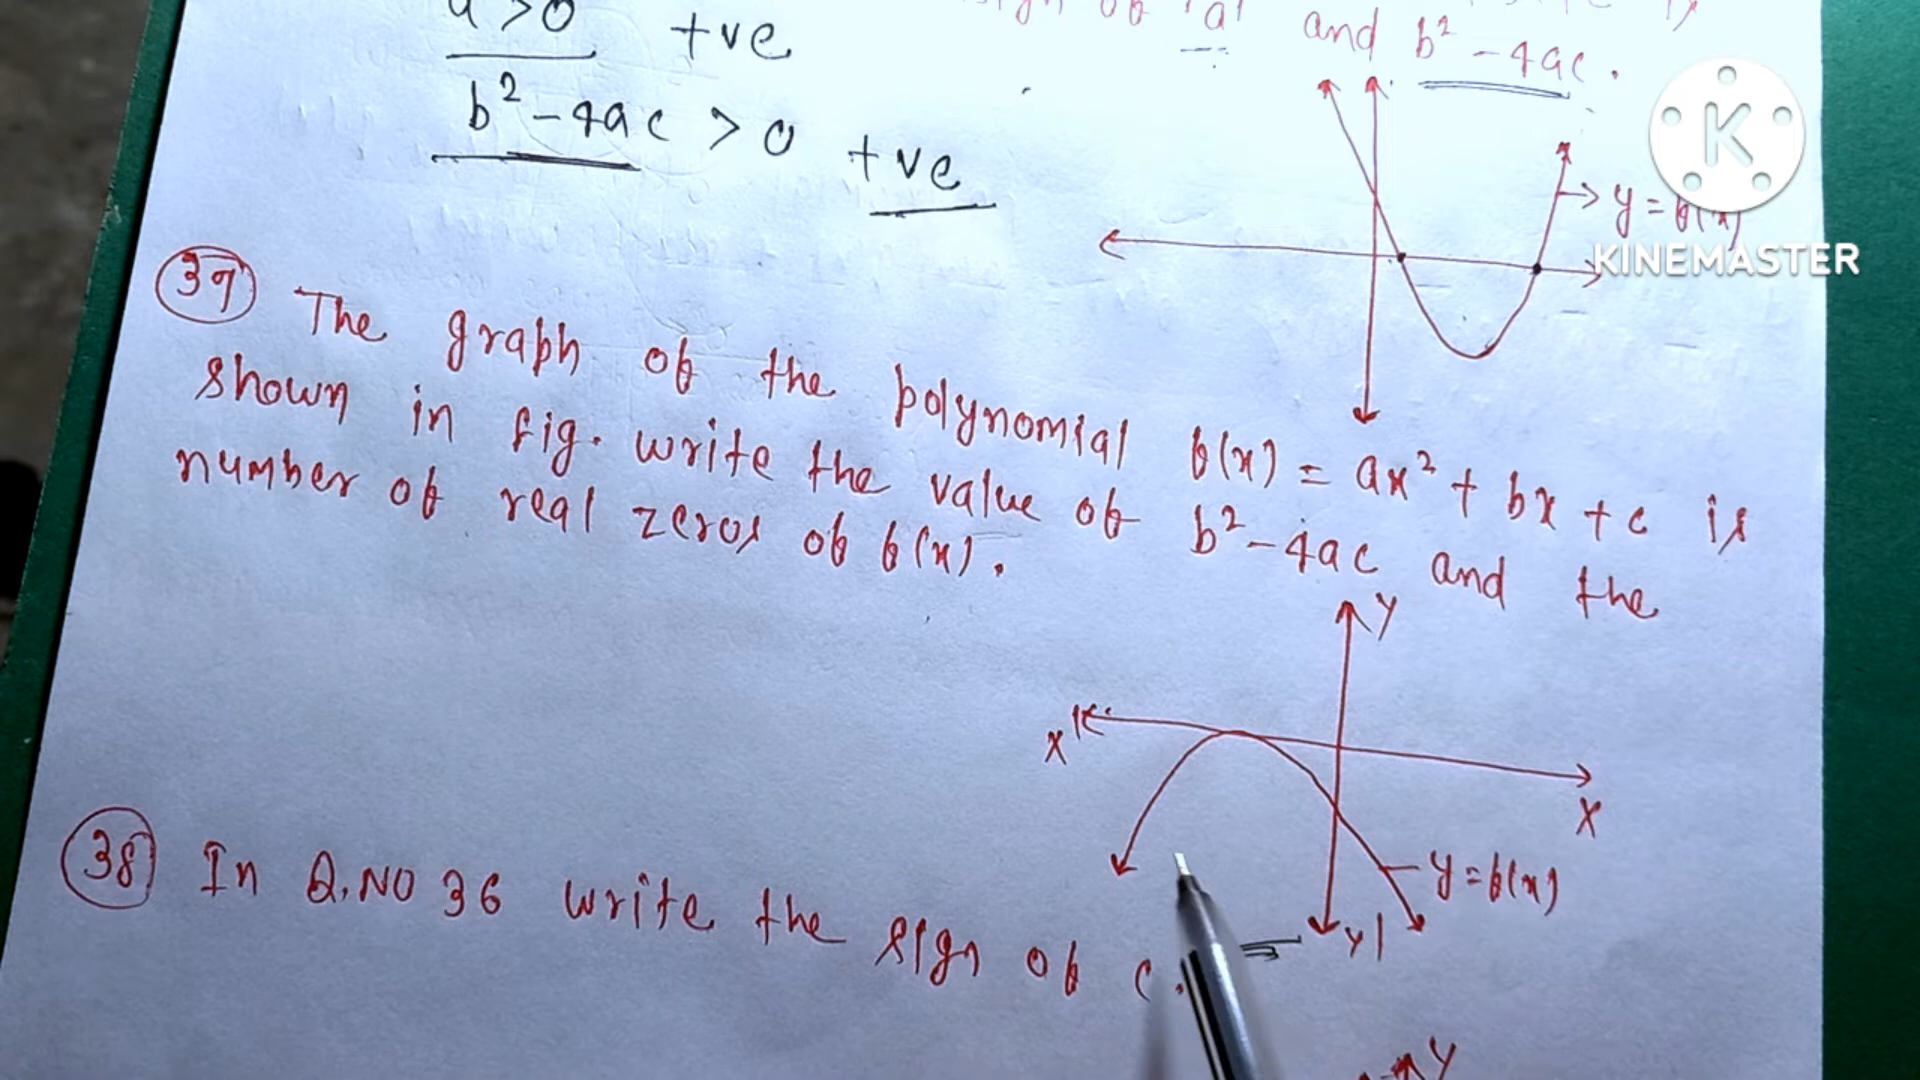 a > 0 +ve
sign of 'a' and b² - 4ac.
b² - 4ac > 0 +ve
y = f(x)
K
KINEMASTER
37 The graph of the polynomial f(x) = ax² + bx + c is
shown in fig. write the value of b² - 4ac and the
number of real zeros of f(x).
Y
X'
X
y = f(x)
Y'
38 In Q.NO 36 write the sign of c.
Y